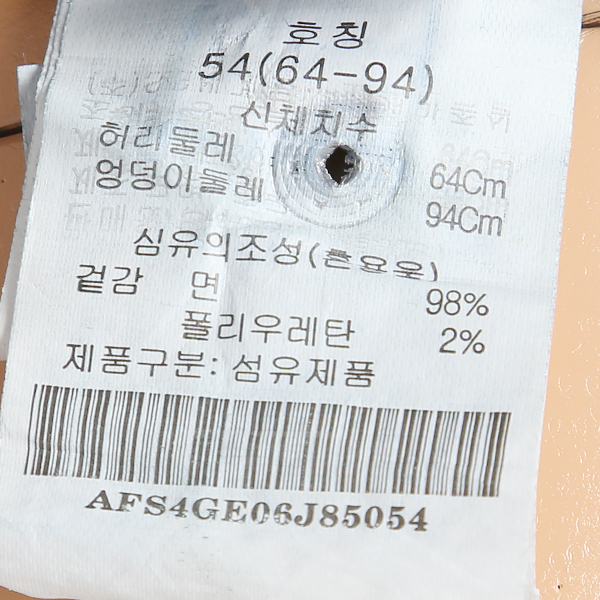 호칭
54(64-94)
신체치수
허리둘레 64Cm
엉덩이둘레 94Cm
심유의조성(혼용율)
겉감 면 98%
폴리우레탄 2%
제품구분: 섬유제품
AFS4GE06J85054